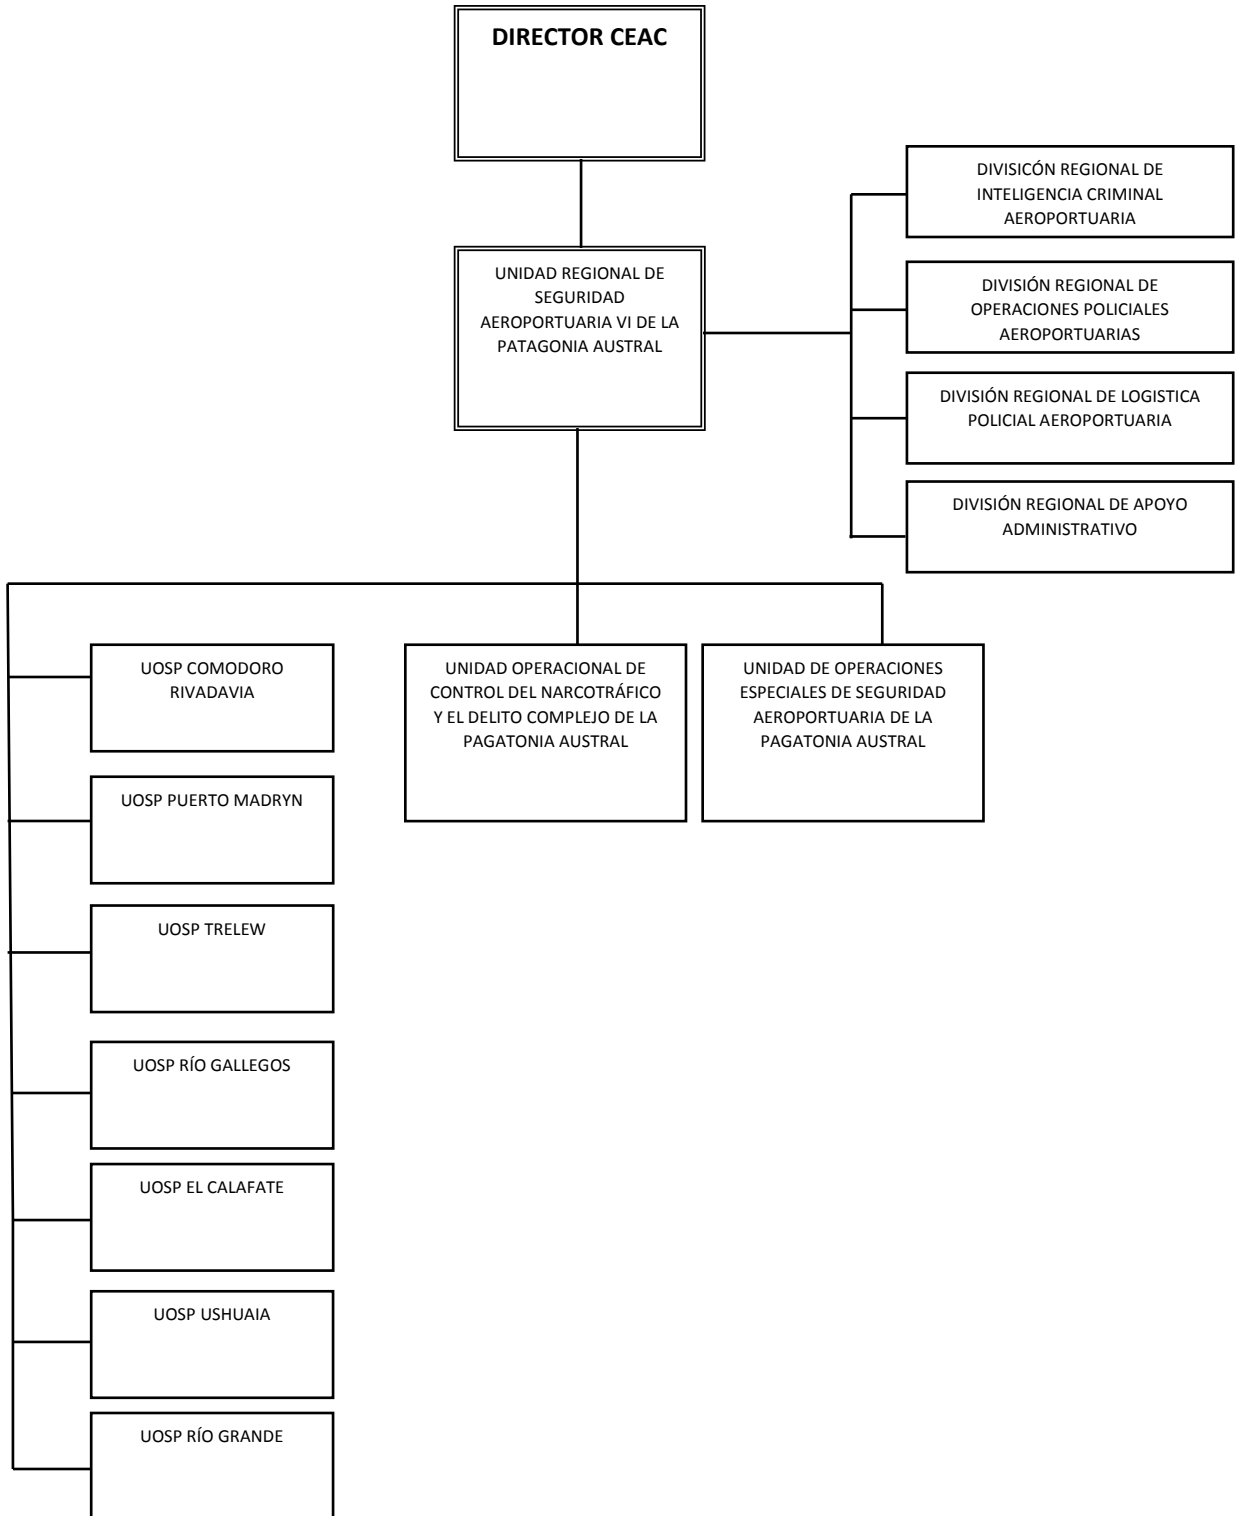 DIRECTOR CEAC
DIVISICÓN REGIONAL DE
INTELIGENCIA CRIMINAL
AEROPORTUARIA
UNIDAD REGIONAL DE
SEGURIDAD
AEROPORTUARIA VI DE LA
PATAGONIA AUSTRAL
DIVISIÓN REGIONAL DE
OPERACIONES POLICIALES
AEROPORTUARIAS
DIVISIÓN REGIONAL DE LOGISTICA
POLICIAL AEROPORTUARIA
DIVISIÓN REGIONAL DE APOYO
ADMINISTRATIVO
UOSP COMODORO
RIVADAVIA
UNIDAD OPERACIONAL DE
CONTROL DEL NARCOTRÁFICO
Y EL DELITO COMPLEJO DE LA
PAGATONIA AUSTRAL
UNIDAD DE OPERACIONES
ESPECIALES DE SEGURIDAD
AEROPORTUARIA DE LA
PAGATONIA AUSTRAL
UOSP PUERTO MADRYN
UOSP TRELEW
UOSP RÍO GALLEGOS
UOSP EL CALAFATE
UOSP USHUAIA
UOSP RÍO GRANDE